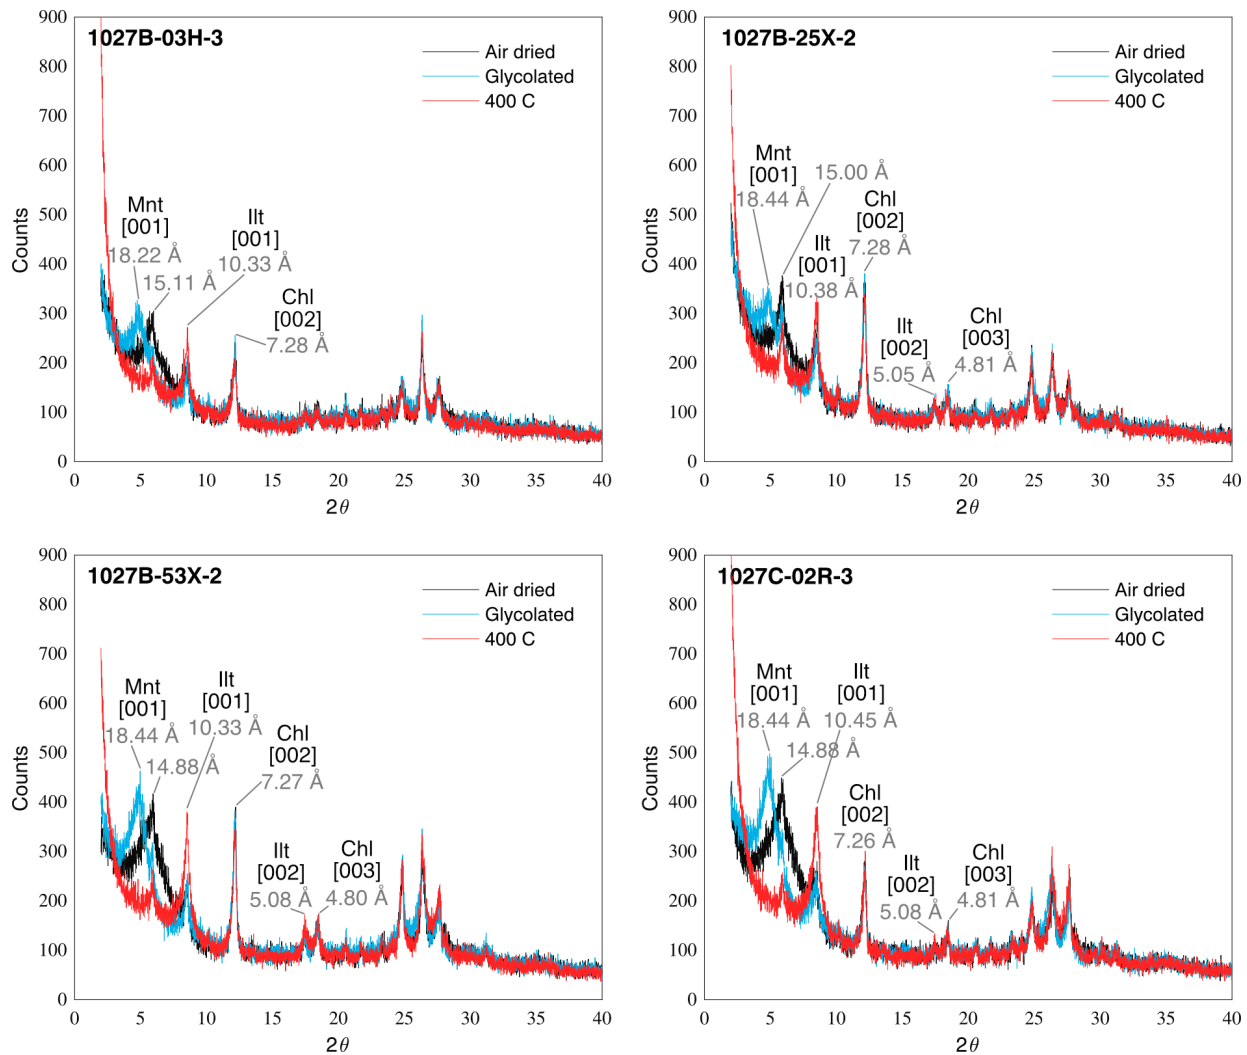 1027B-03H-3
Air dried
Glycolated
400 C
Mnt
[001]
18.22 Å
15.11 Å
Ilt
[001]
10.33 Å
Chl
[002]
7.28 Å
Counts
900
800
700
600
500
400
300
200
100
0
0 5 10 15 20 25 30 35 40
2θ
1027B-25X-2
Air dried
Glycolated
400 C
Mnt
[001]
18.44 Å
15.00 Å
Ilt
[001]
10.38 Å
Chl
[002]
7.28 Å
Ilt
[002]
5.05 Å
Chl
[003]
4.81 Å
Counts
900
800
700
600
500
400
300
200
100
0
0 5 10 15 20 25 30 35 40
2θ
1027B-53X-2
Air dried
Glycolated
400 C
Mnt
[001]
18.44 Å
14.88 Å
Ilt
[001]
10.33 Å
Chl
[002]
7.27 Å
Ilt
[002]
5.08 Å
Chl
[003]
4.80 Å
Counts
900
800
700
600
500
400
300
200
100
0
0 5 10 15 20 25 30 35 40
2θ
1027C-02R-3
Air dried
Glycolated
400 C
Mnt
[001]
18.44 Å
14.88 Å
Ilt
[001]
10.45 Å
Chl
[002]
7.26 Å
Ilt
[002]
5.08 Å
Chl
[003]
4.81 Å
Counts
900
800
700
600
500
400
300
200
100
0
0 5 10 15 20 25 30 35 40
2θ